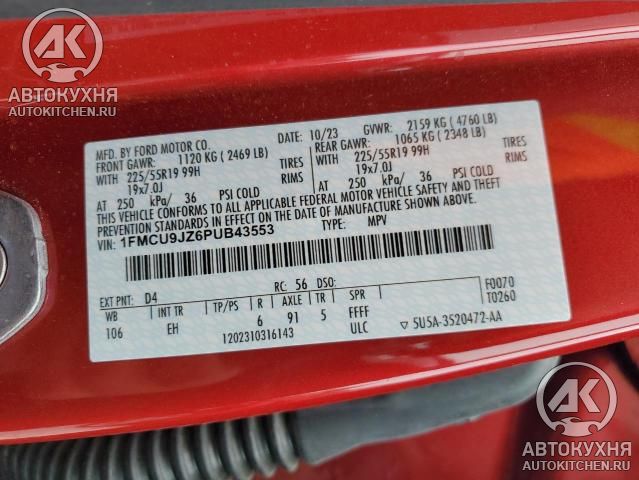 АК
АВТОКУХНЯ
AUTOKITCHEN.RU
MFD. BY FORD MOTOR CO. DATE: 10/23 GVWR: 2159 KG ( 4760 LB)
FRONT GAWR: 1120 KG ( 2469 LB) REAR GAWR: 1065 KG ( 2348 LB)
WITH 225/55R19 99H TIRES WITH 225/55R19 99H TIRES
19x7.0J RIMS 19x7.0J RIMS
AT 250 kPa/ 36 PSI COLD AT 250 kPa/ 36 PSI COLD
THIS VEHICLE CONFORMS TO ALL APPLICABLE FEDERAL MOTOR VEHICLE SAFETY AND THEFT
PREVENTION STANDARDS IN EFFECT ON THE DATE OF MANUFACTURE SHOWN ABOVE.
VIN: 1FMCU9JZ6PUB43553 TYPE: MPV
EXT PNT: D4 RC: 56 DSO: F0070
WB INT TR TP/PS R AXLE TR SPR T0260
106 EH 6 91 5 FFFF
1202310316143 ULC ▽ 5U5A-3520472-AA
АК
АВТОКУХНЯ
AUTOKITCHEN.RU